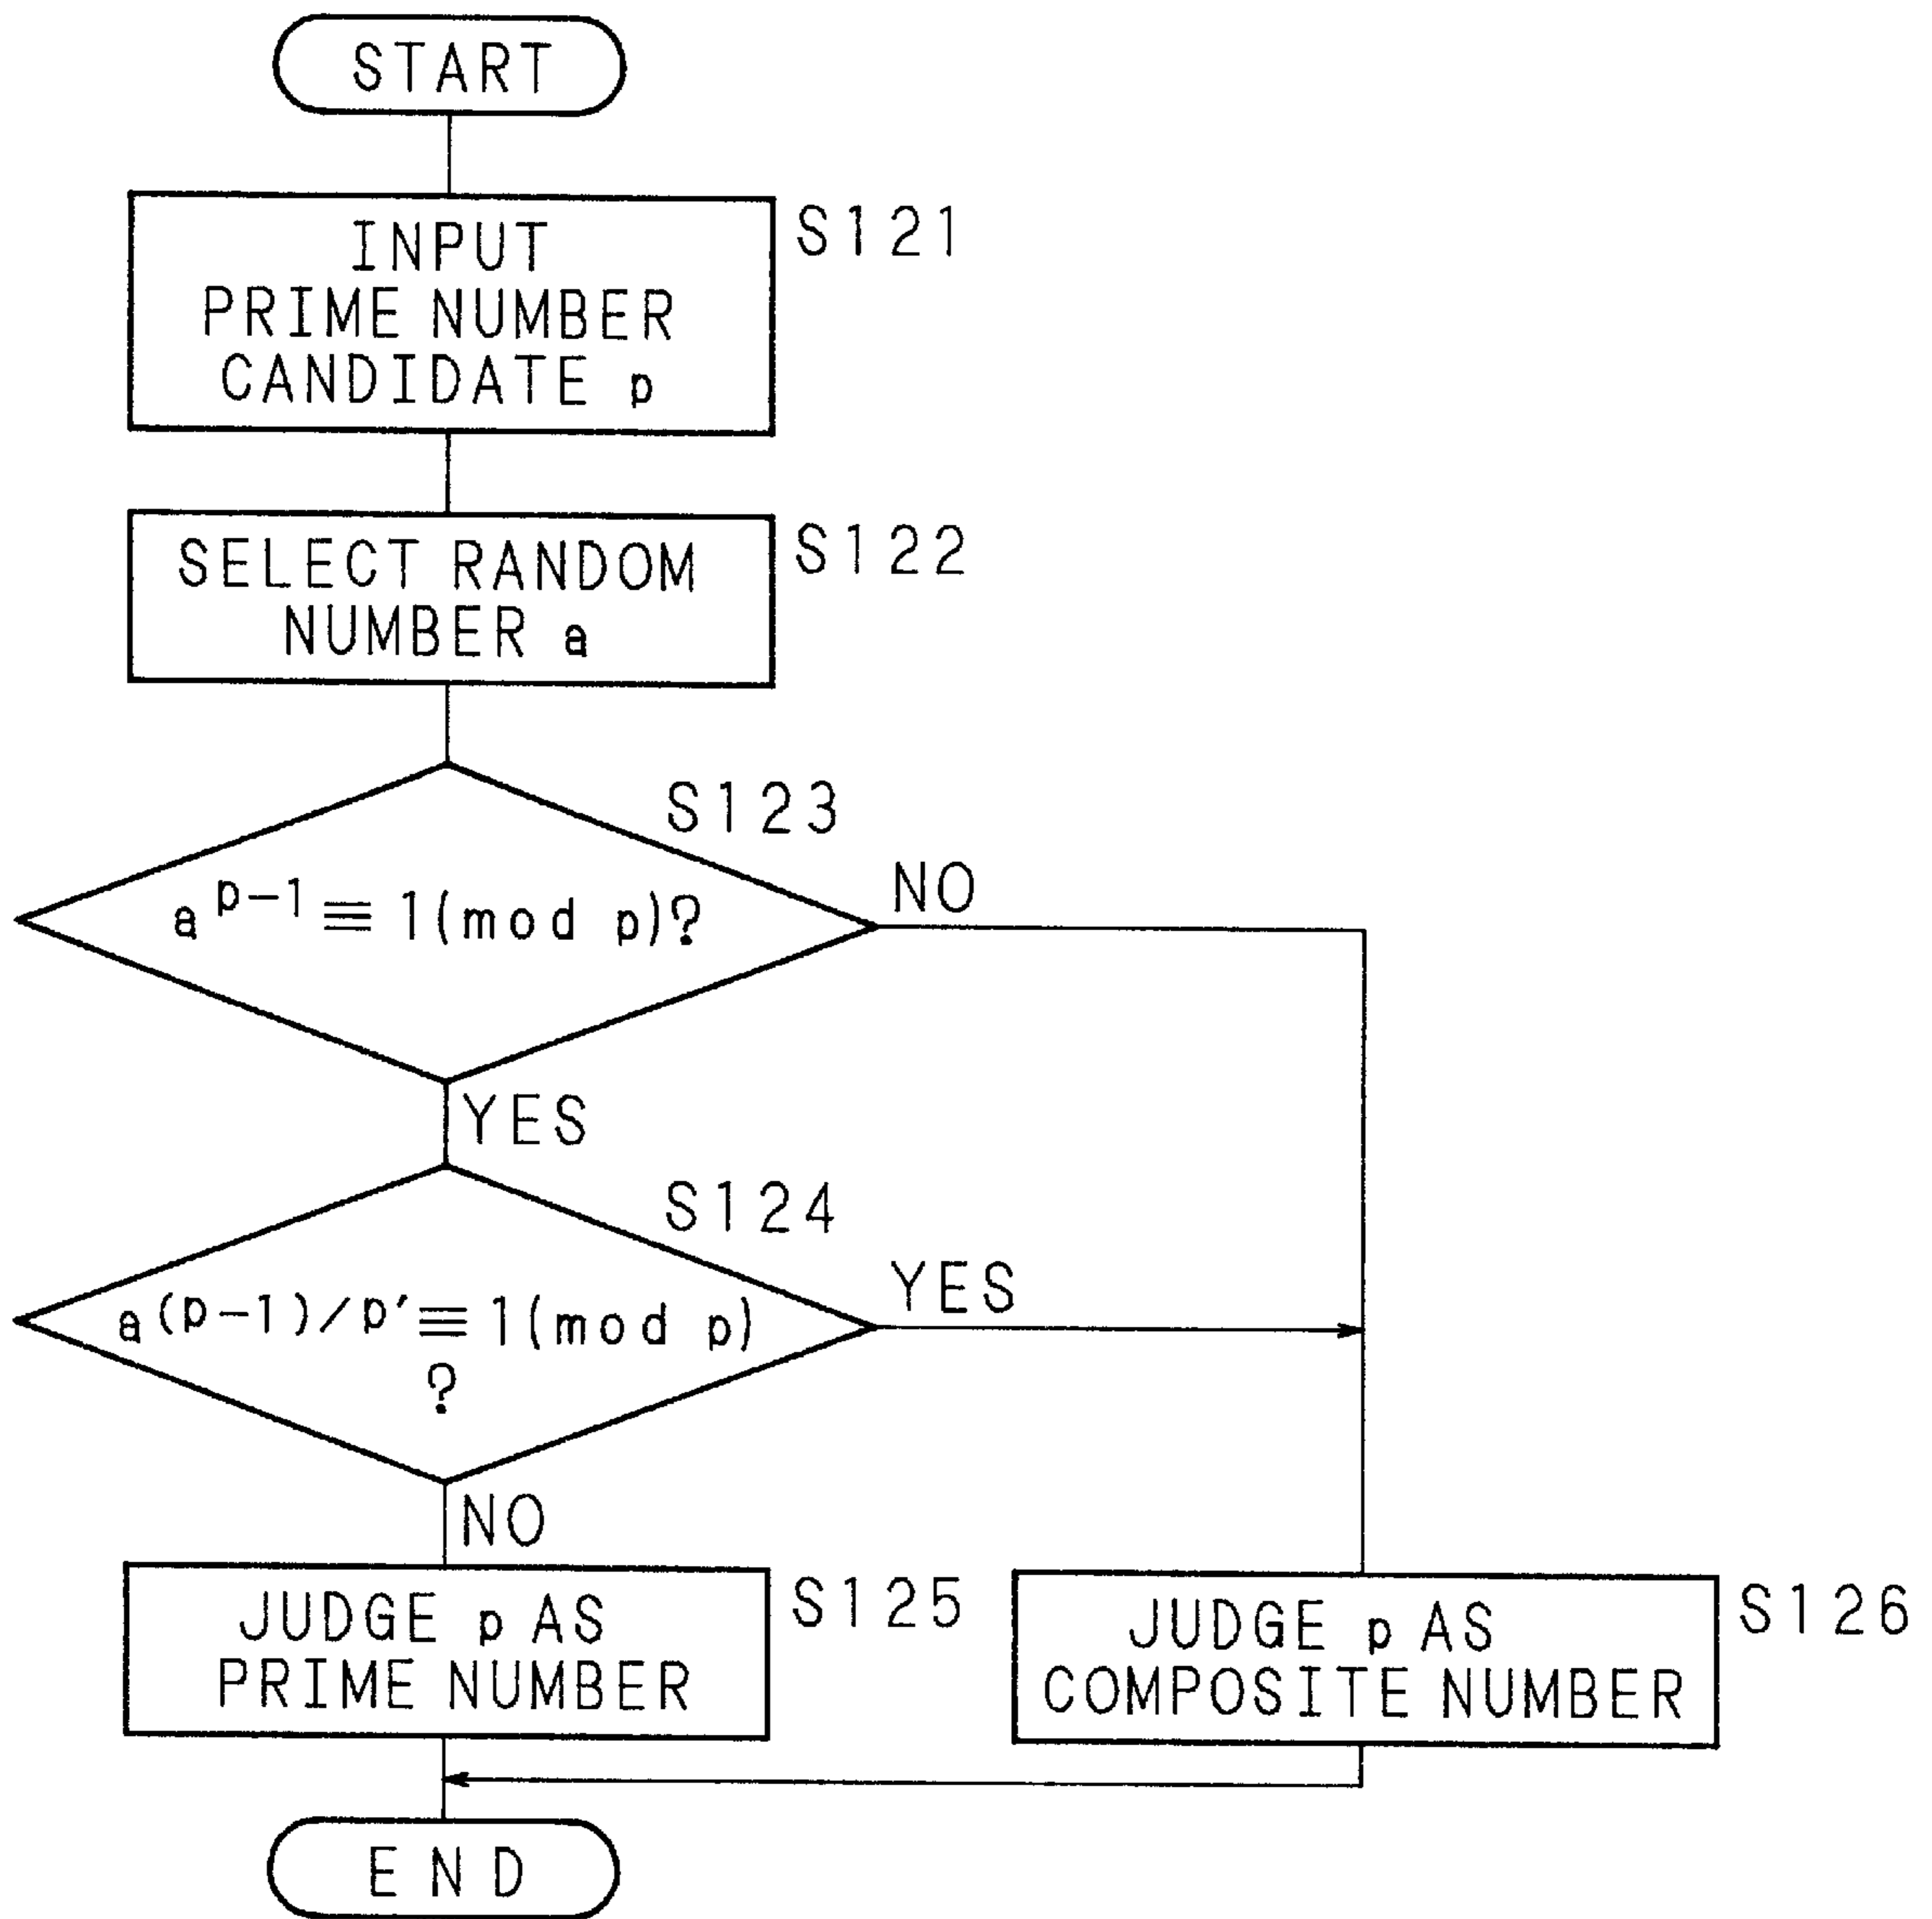 START
INPUT
PRIME NUMBER
CANDIDATE p
S121
SELECT RANDOM
NUMBER a
S122
S123
a^{p-1} ≡ 1(mod p)?
NO
YES
S124
a^{(p-1)/p'} ≡ 1(mod p)
?
YES
NO
JUDGE p AS
PRIME NUMBER
S125
JUDGE p AS
COMPOSITE NUMBER
S126
END